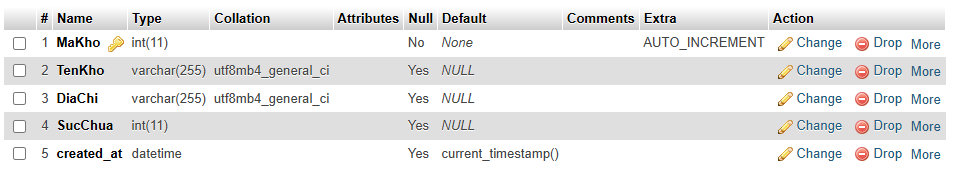 # Name Type Collation Attributes Null Default Comments Extra Action
1 MaKho int(11) No None AUTO_INCREMENT Change Drop More
2 TenKho varchar(255) utf8mb4_general_ci Yes NULL Change Drop More
3 DiaChi varchar(255) utf8mb4_general_ci Yes NULL Change Drop More
4 SucChua int(11) Yes NULL Change Drop More
5 created_at datetime Yes current_timestamp() Change Drop More